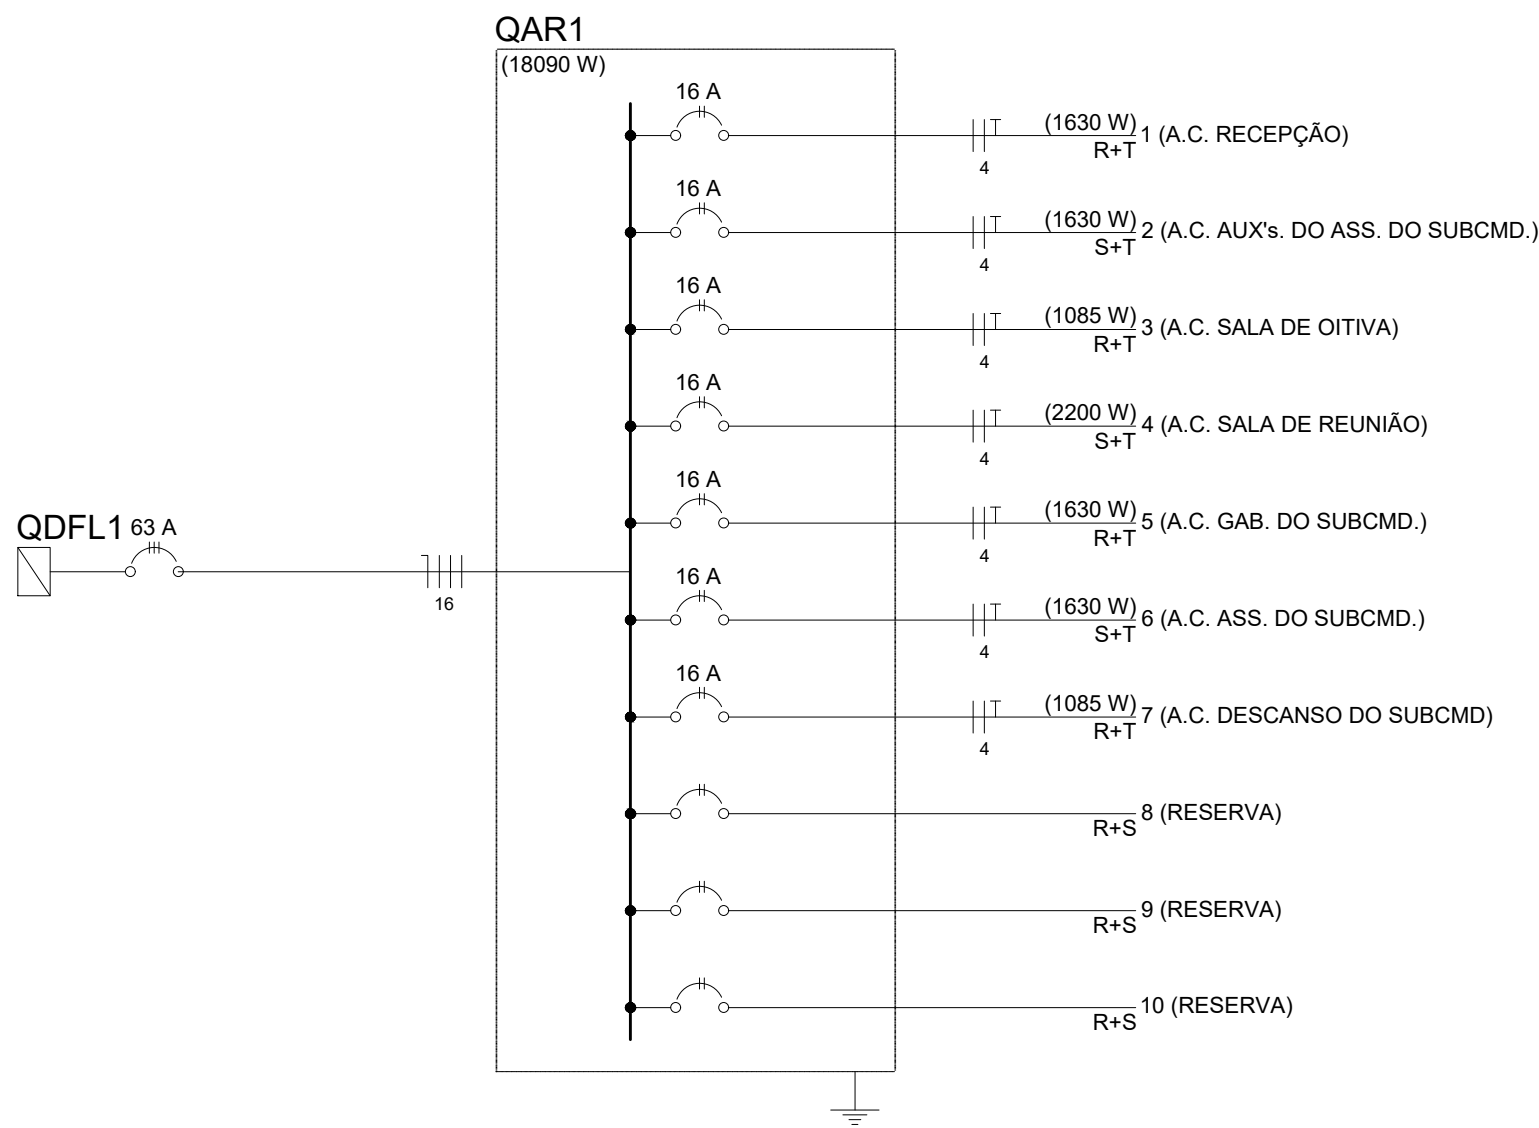 QAR1
(18090 W)
16 A
(1630 W)
1 (A.C. RECEPÇÃO)
R+T
4
16 A
(1630 W)
2 (A.C. AUX's. DO ASS. DO SUBCMD.)
S+T
4
16 A
(1085 W)
3 (A.C. SALA DE OITIVA)
R+T
4
16 A
(2200 W)
4 (A.C. SALA DE REUNIÃO)
S+T
4
16 A
(1630 W)
5 (A.C. GAB. DO SUBCMD.)
R+T
4
QDFL1 63 A
16
16 A
(1630 W)
6 (A.C. ASS. DO SUBCMD.)
S+T
4
16 A
(1085 W)
7 (A.C. DESCANSO DO SUBCMD)
R+T
4
8 (RESERVA)
R+S
9 (RESERVA)
R+S
10 (RESERVA)
R+S